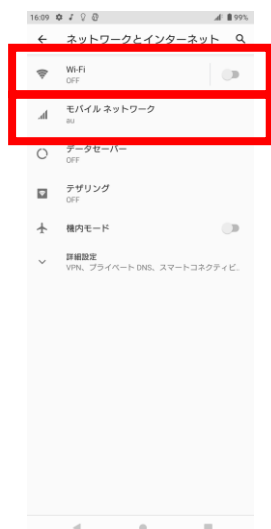 16:09 99%
ネットワークとインターネット
Wi-Fi
OFF
モバイル ネットワーク
au
データセーバー
OFF
テザリング
OFF
機内モード
詳細設定
VPN、プライベート DNS、スマートコネクティビ..